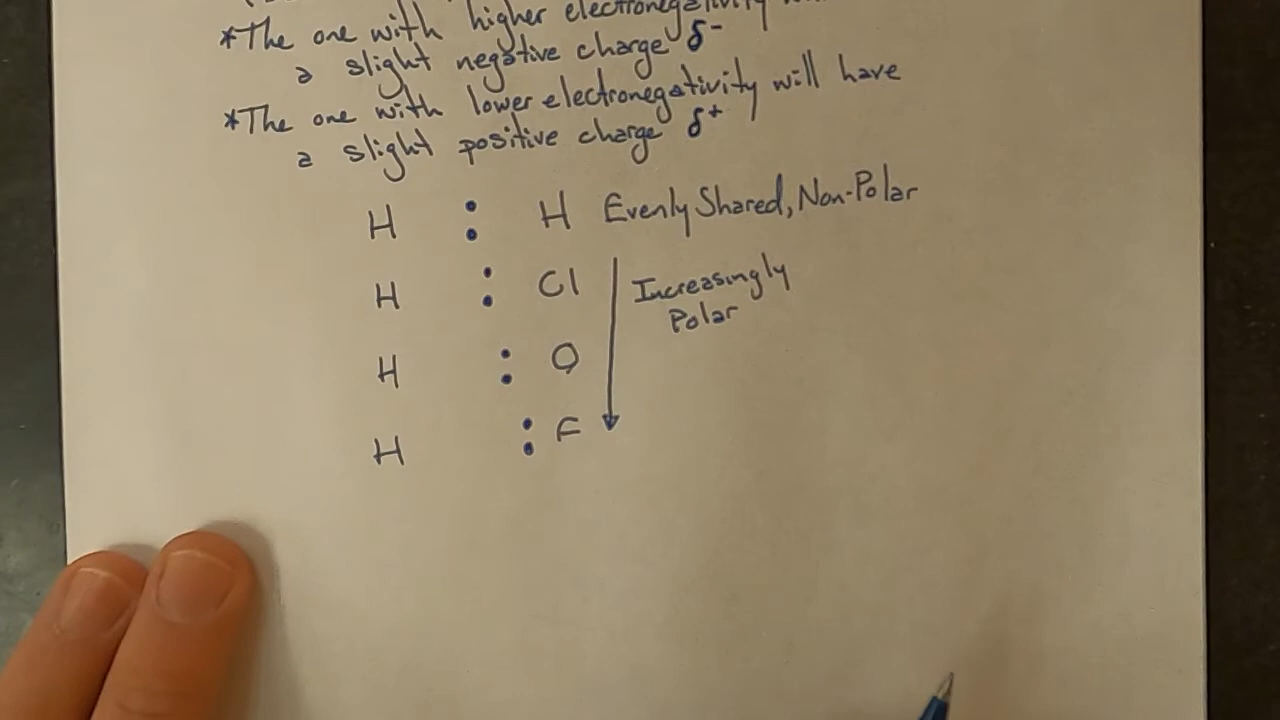 *The one with higher electronegativity
a slight negative charge δ-
*The one with lower electronegativity will have
a slight positive charge δ+
H : H Evenly Shared, Non-Polar
H : Cl Increasingly
Polar
H : O
H : F